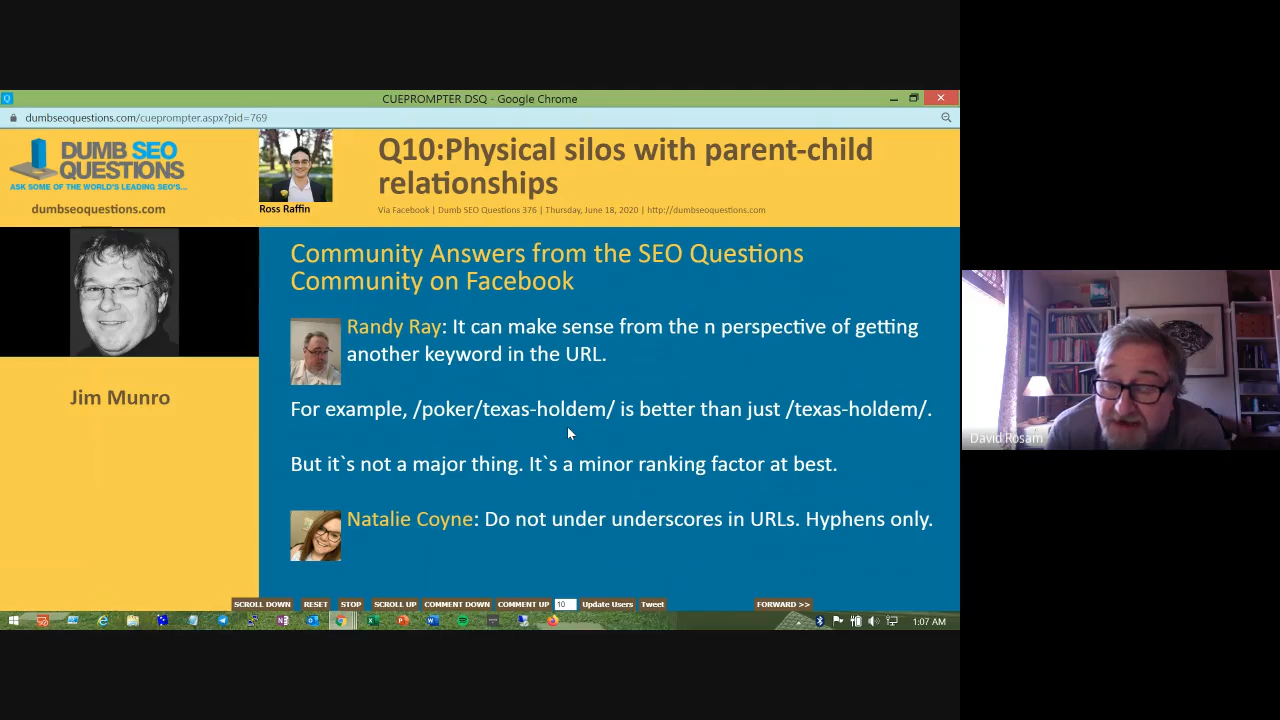 CUEPROMPTER DSQ - Google Chrome
dumbseoquestions.com/cueprompter.aspx?pid=769
DUMB SEO
QUESTIONS
ASK SOME OF THE WORLD'S LEADING SEO'S...
dumbseoquestions.com
Ross Raffin
Q10:Physical silos with parent-child
relationships
Via Facebook | Dumb SEO Questions 376 | Thursday, June 18, 2020 | http://dumbseoquestions.com
Jim Munro
Community Answers from the SEO Questions
Community on Facebook
Randy Ray: It can make sense from the n perspective of getting
another keyword in the URL.
For example, /poker/texas-holdem/ is better than just /texas-holdem/.
But it`s not a major thing. It`s a minor ranking factor at best.
Natalie Coyne: Do not under underscores in URLs. Hyphens only.
SCROLL DOWN RESET STOP SCROLL UP COMMENT DOWN COMMENT UP 10 Update Users Tweet FORWARD >>
1:07 AM
David Rosam